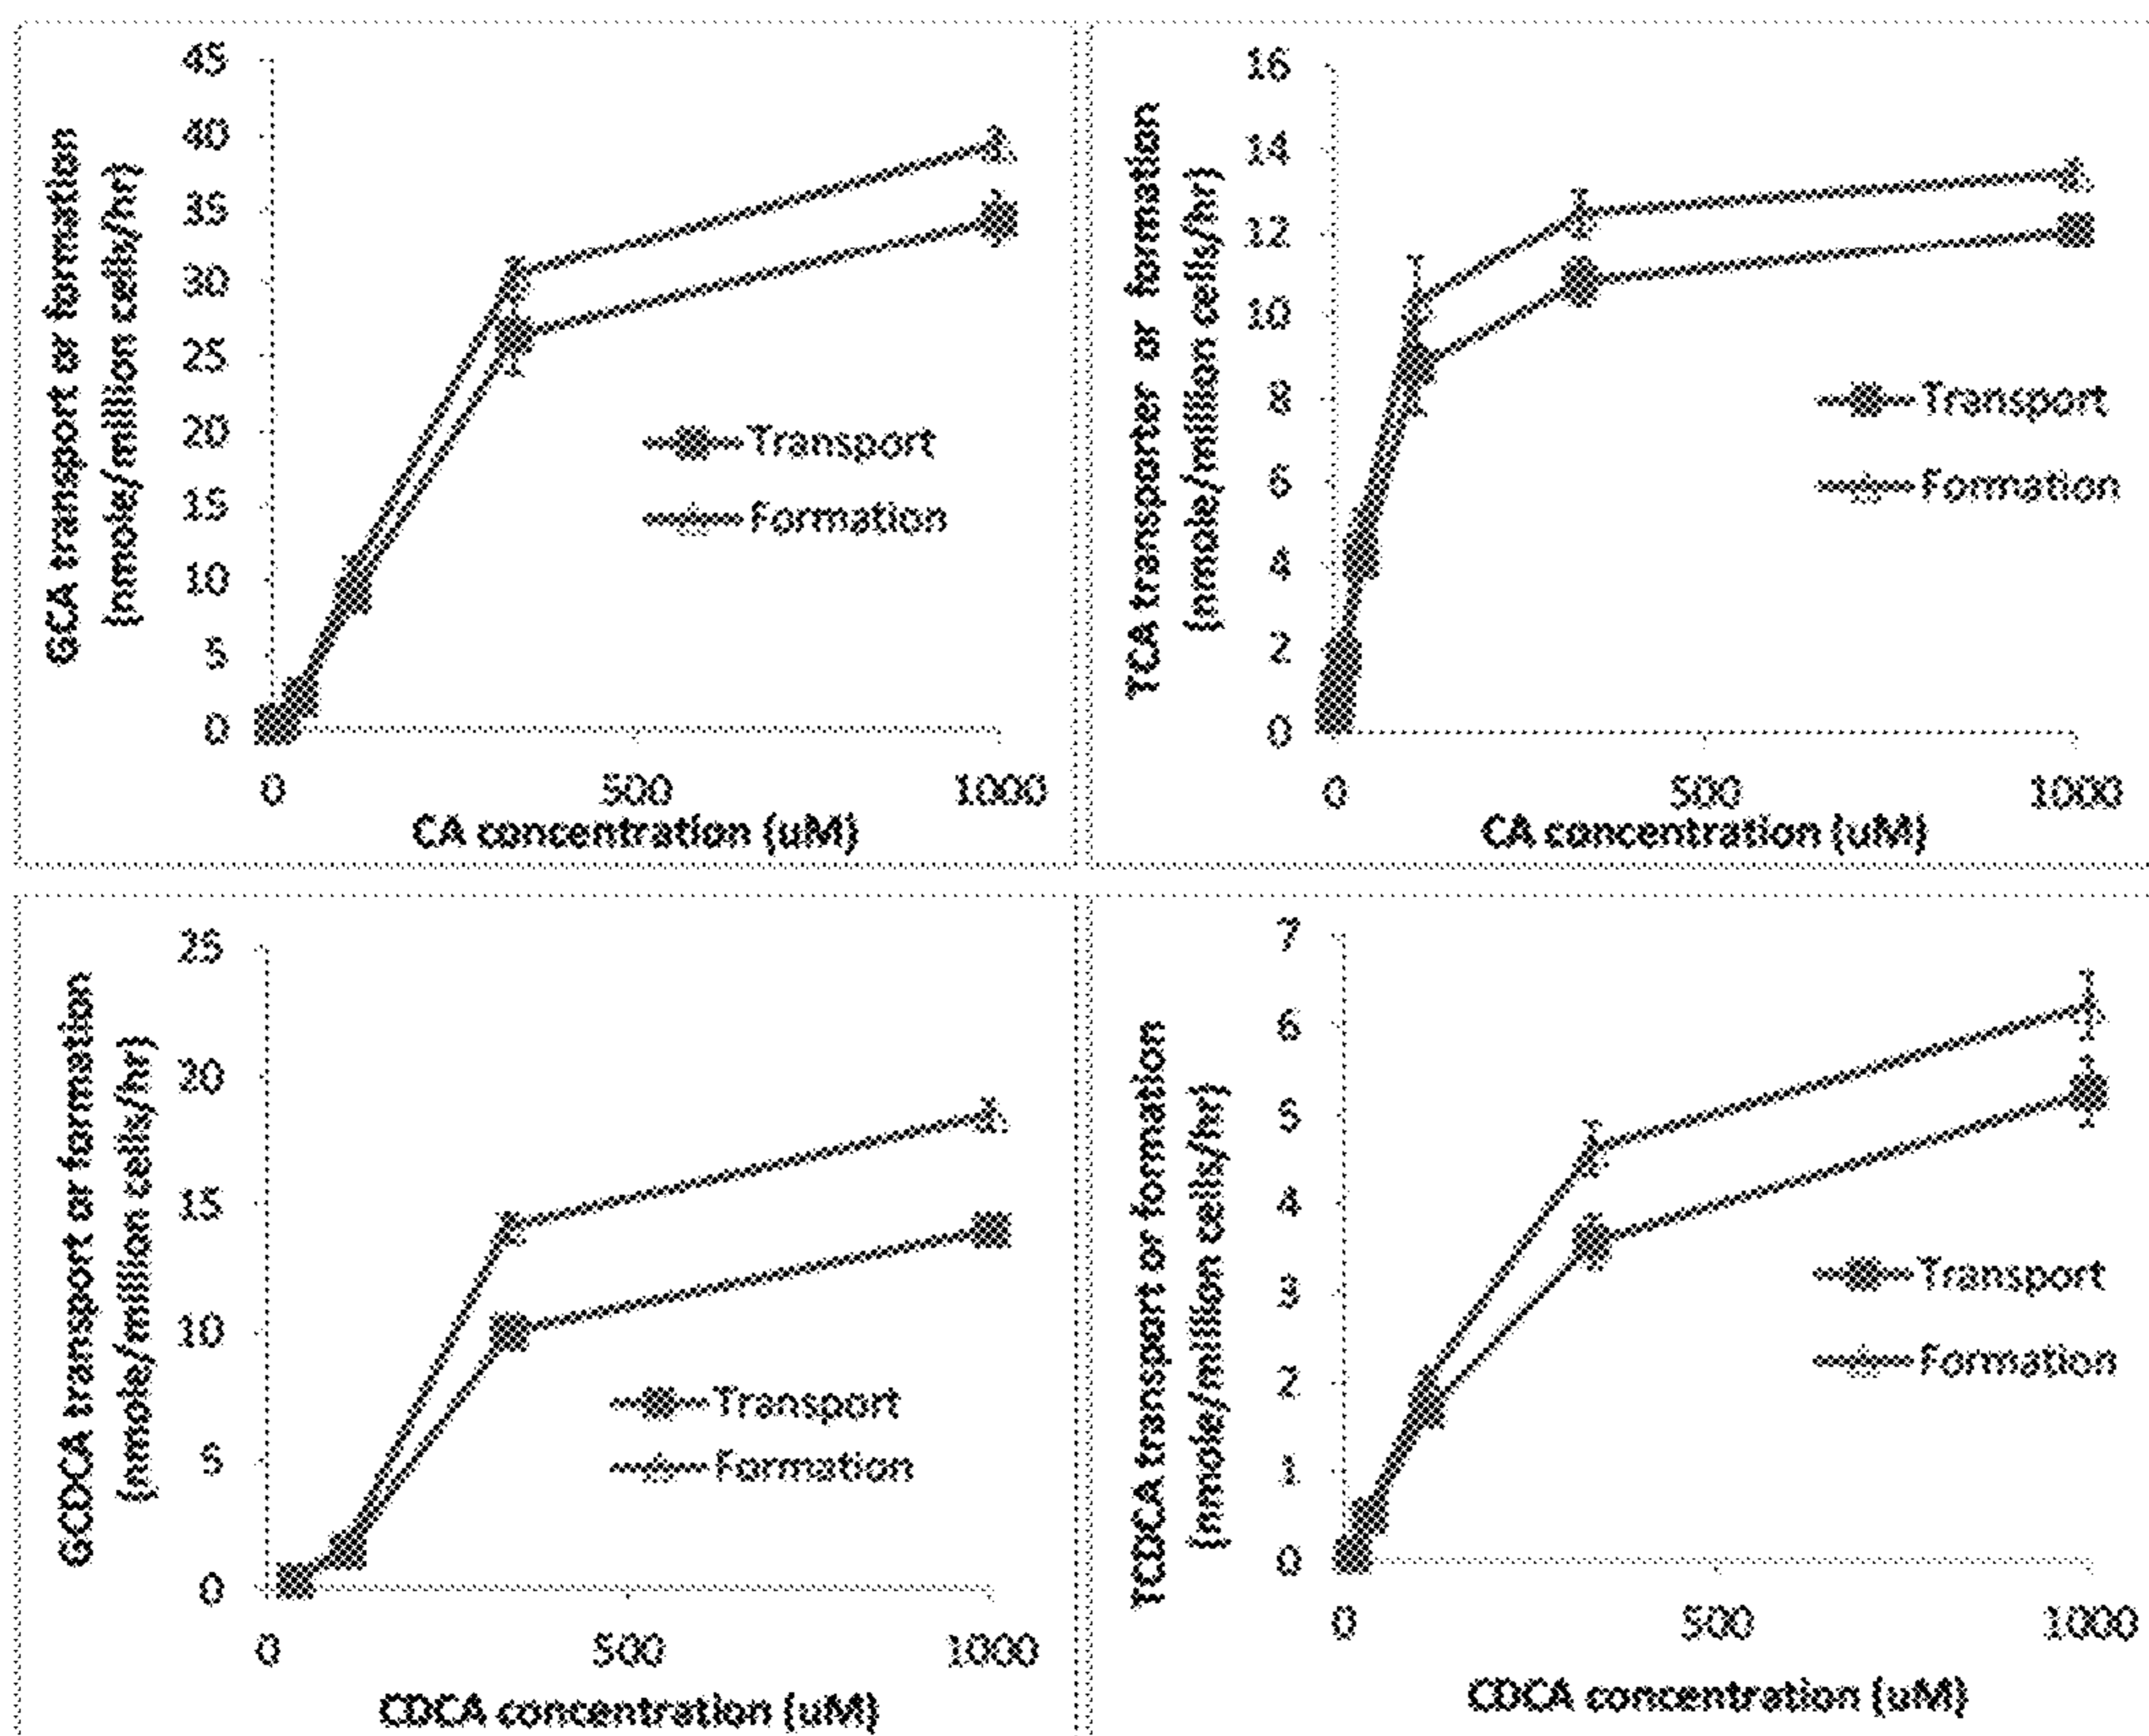 GCA transport or formation
(nmole/million cells/hr)
45
40
35
30
25
20
15
10
5
0
Transport
Formation
0 500 1000
CA concentration (uM)
TCA transporter or formation
(nmole/million cells/hr)
16
14
12
10
8
6
4
2
0
Transport
Formation
0 500 1000
CA concentration (uM)
GCDCA transport or formation
(nmole/million cells/hr)
25
20
15
10
5
0
Transport
Formation
0 500 1000
CDCA concentration (uM)
TCDCA transport or formation
(nmole/million cells/hr)
7
6
5
4
3
2
1
0
Transport
Formation
0 500 1000
CDCA concentration (uM)